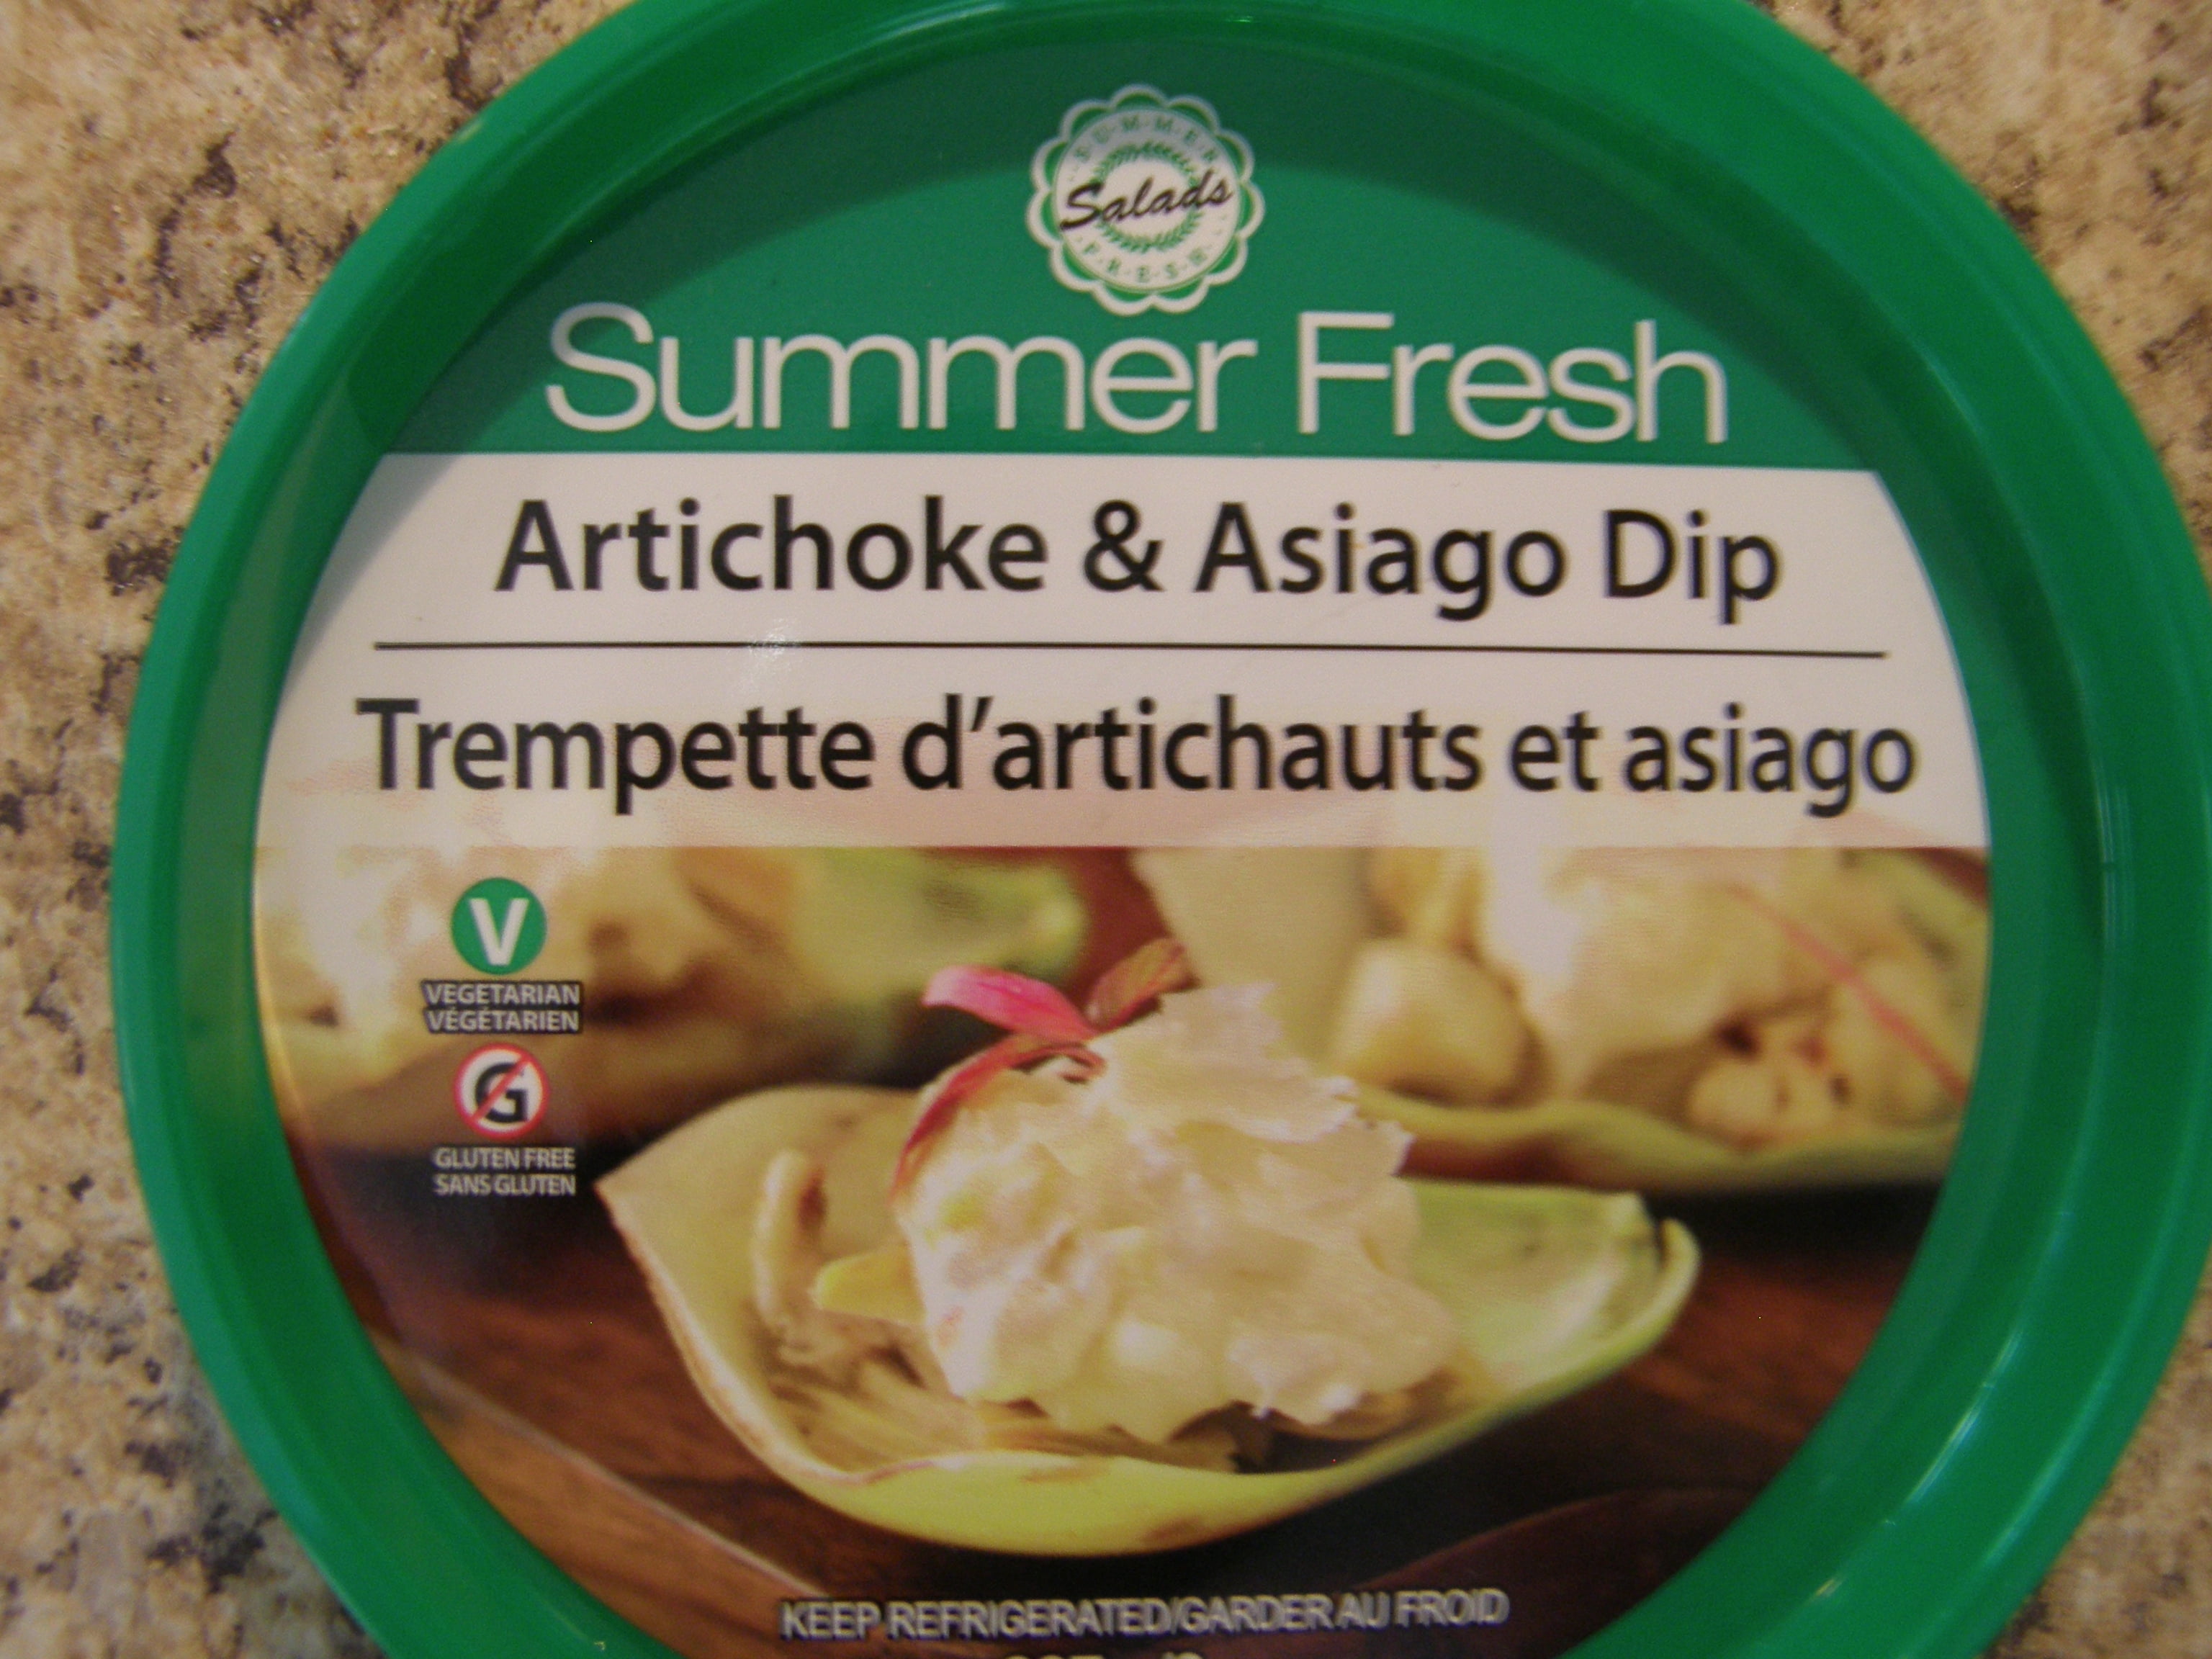 SUMMER
Salads
FRESH
Summer Fresh
Artichoke & Asiago Dip
Trempette d'artichauts et asiago
V
VEGETARIAN
VÉGÉTARIEN
G
GLUTEN FREE
SANS GLUTEN
KEEP REFRIGERATED/GARDER AU FROID